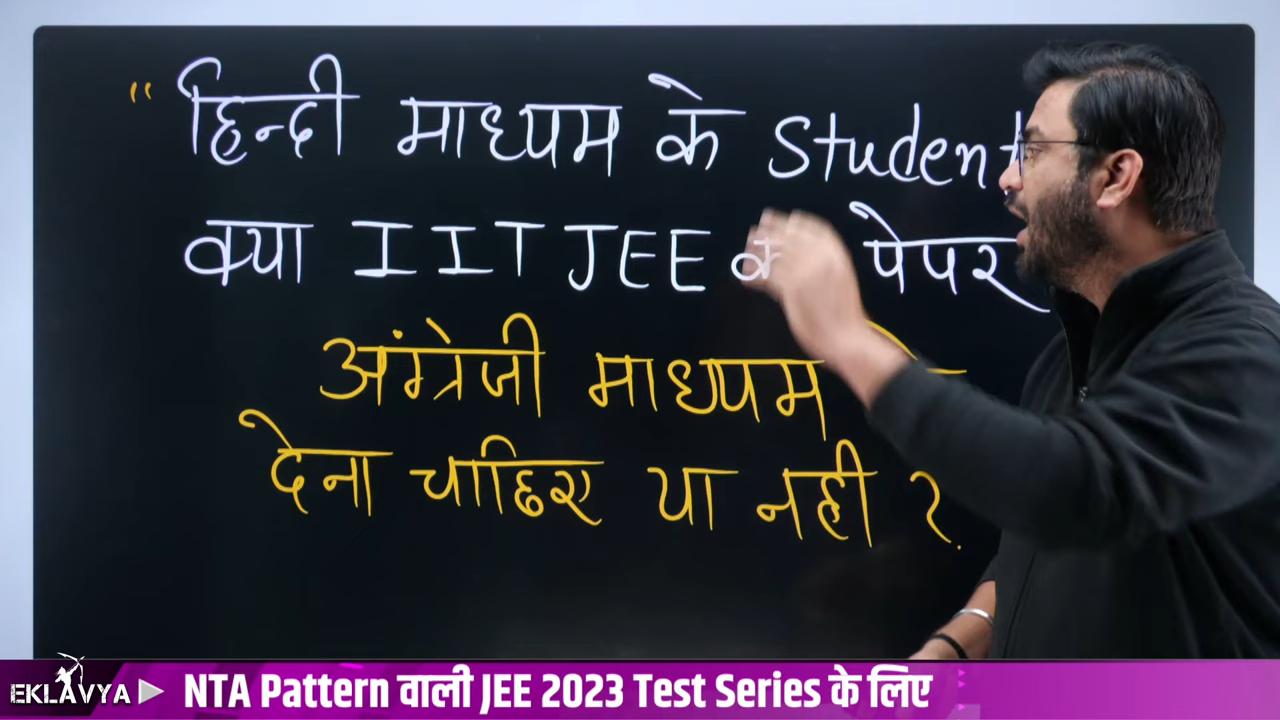 " हिन्दी माध्यम के Student
क्या IIT JEE पेपर
अंग्रेजी माध्यम
देना चाहिए या नही ?
EKLAVYA NTA Pattern वाली JEE 2023 Test Series के लिए